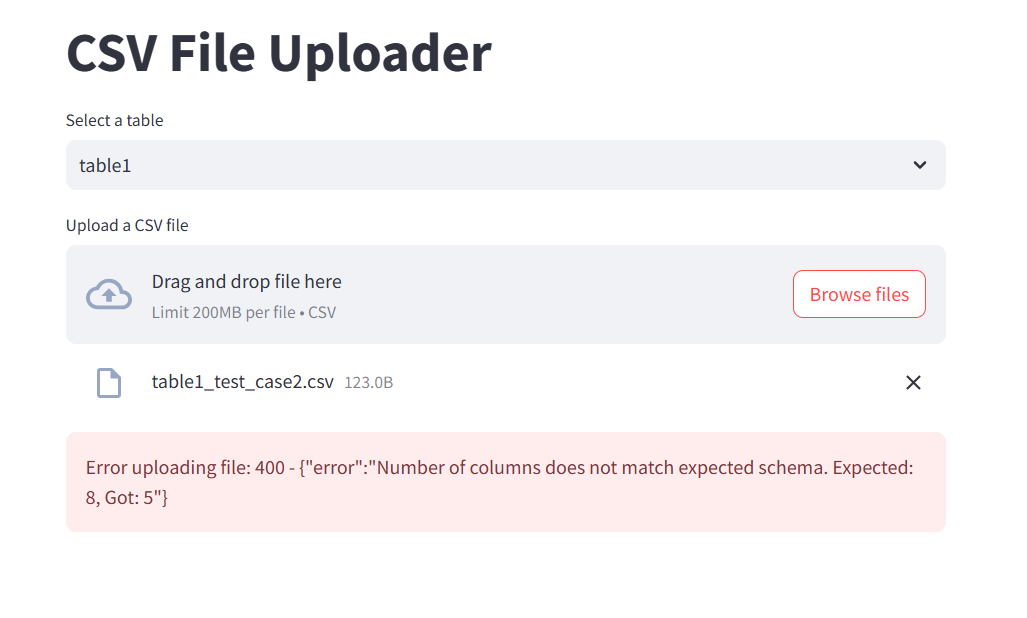 CSV File Uploader
Select a table
table1
Upload a CSV file
Drag and drop file here
Limit 200MB per file • CSV
Browse files
table1_test_case2.csv 123.0B
Error uploading file: 400 - {"error":"Number of columns does not match expected schema. Expected:
8, Got: 5"}